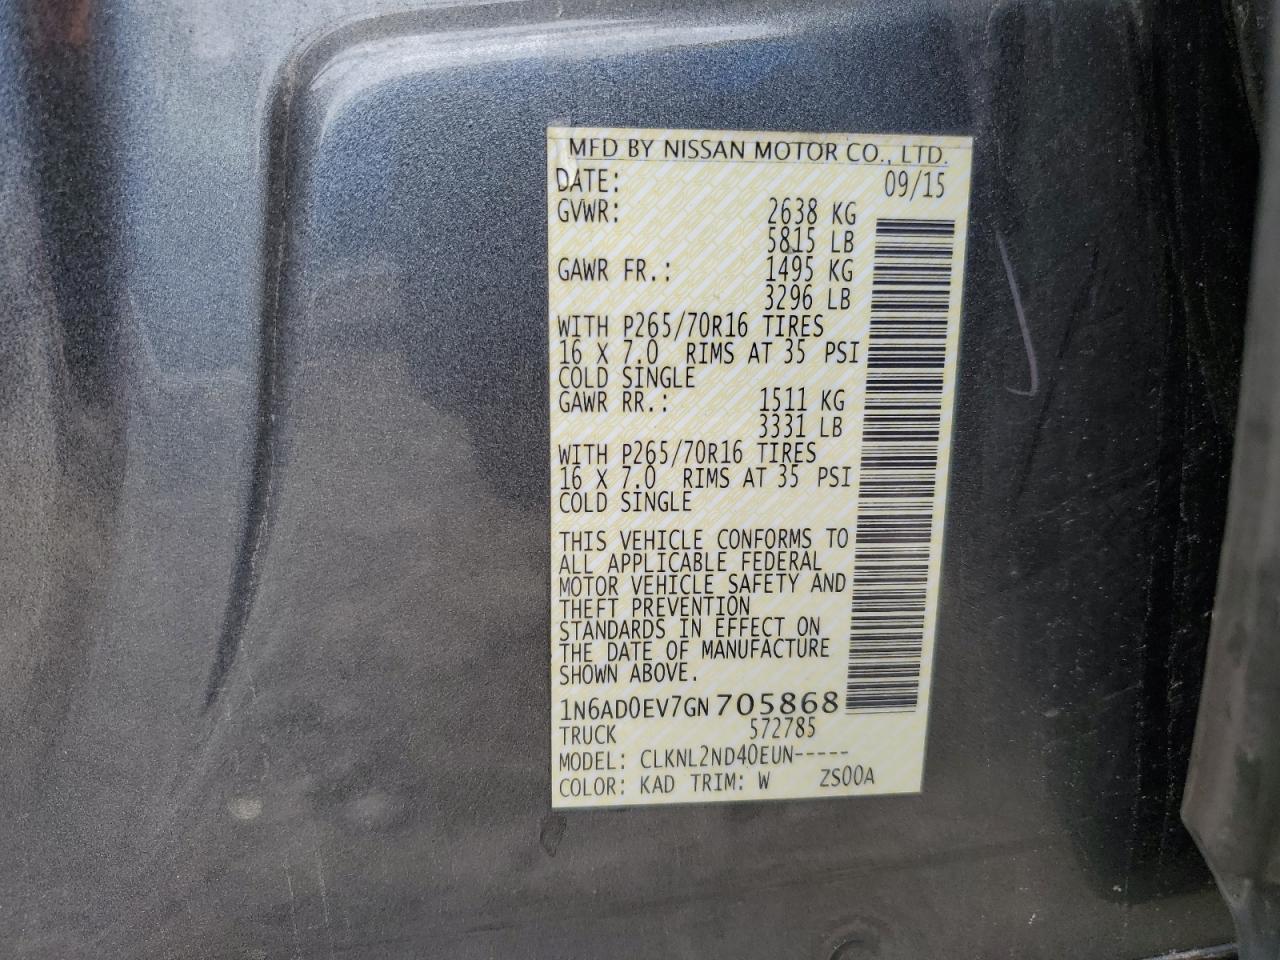 MFD BY NISSAN MOTOR CO., LTD.
DATE: 09/15
GVWR: 2638 KG
5815 LB
GAWR FR.: 1495 KG
3296 LB
WITH P265/70R16 TIRES
16 X 7.0 RIMS AT 35 PSI
COLD SINGLE
GAWR RR.: 1511 KG
3331 LB
WITH P265/70R16 TIRES
16 X 7.0 RIMS AT 35 PSI
COLD SINGLE
THIS VEHICLE CONFORMS TO
ALL APPLICABLE FEDERAL
MOTOR VEHICLE SAFETY AND
THEFT PREVENTION
STANDARDS IN EFFECT ON
THE DATE OF MANUFACTURE
SHOWN ABOVE.
1N6AD0EV7GN705868
TRUCK 572785
MODEL: CLKNL2ND40EUN-----
COLOR: KAD TRIM: W ZS00A